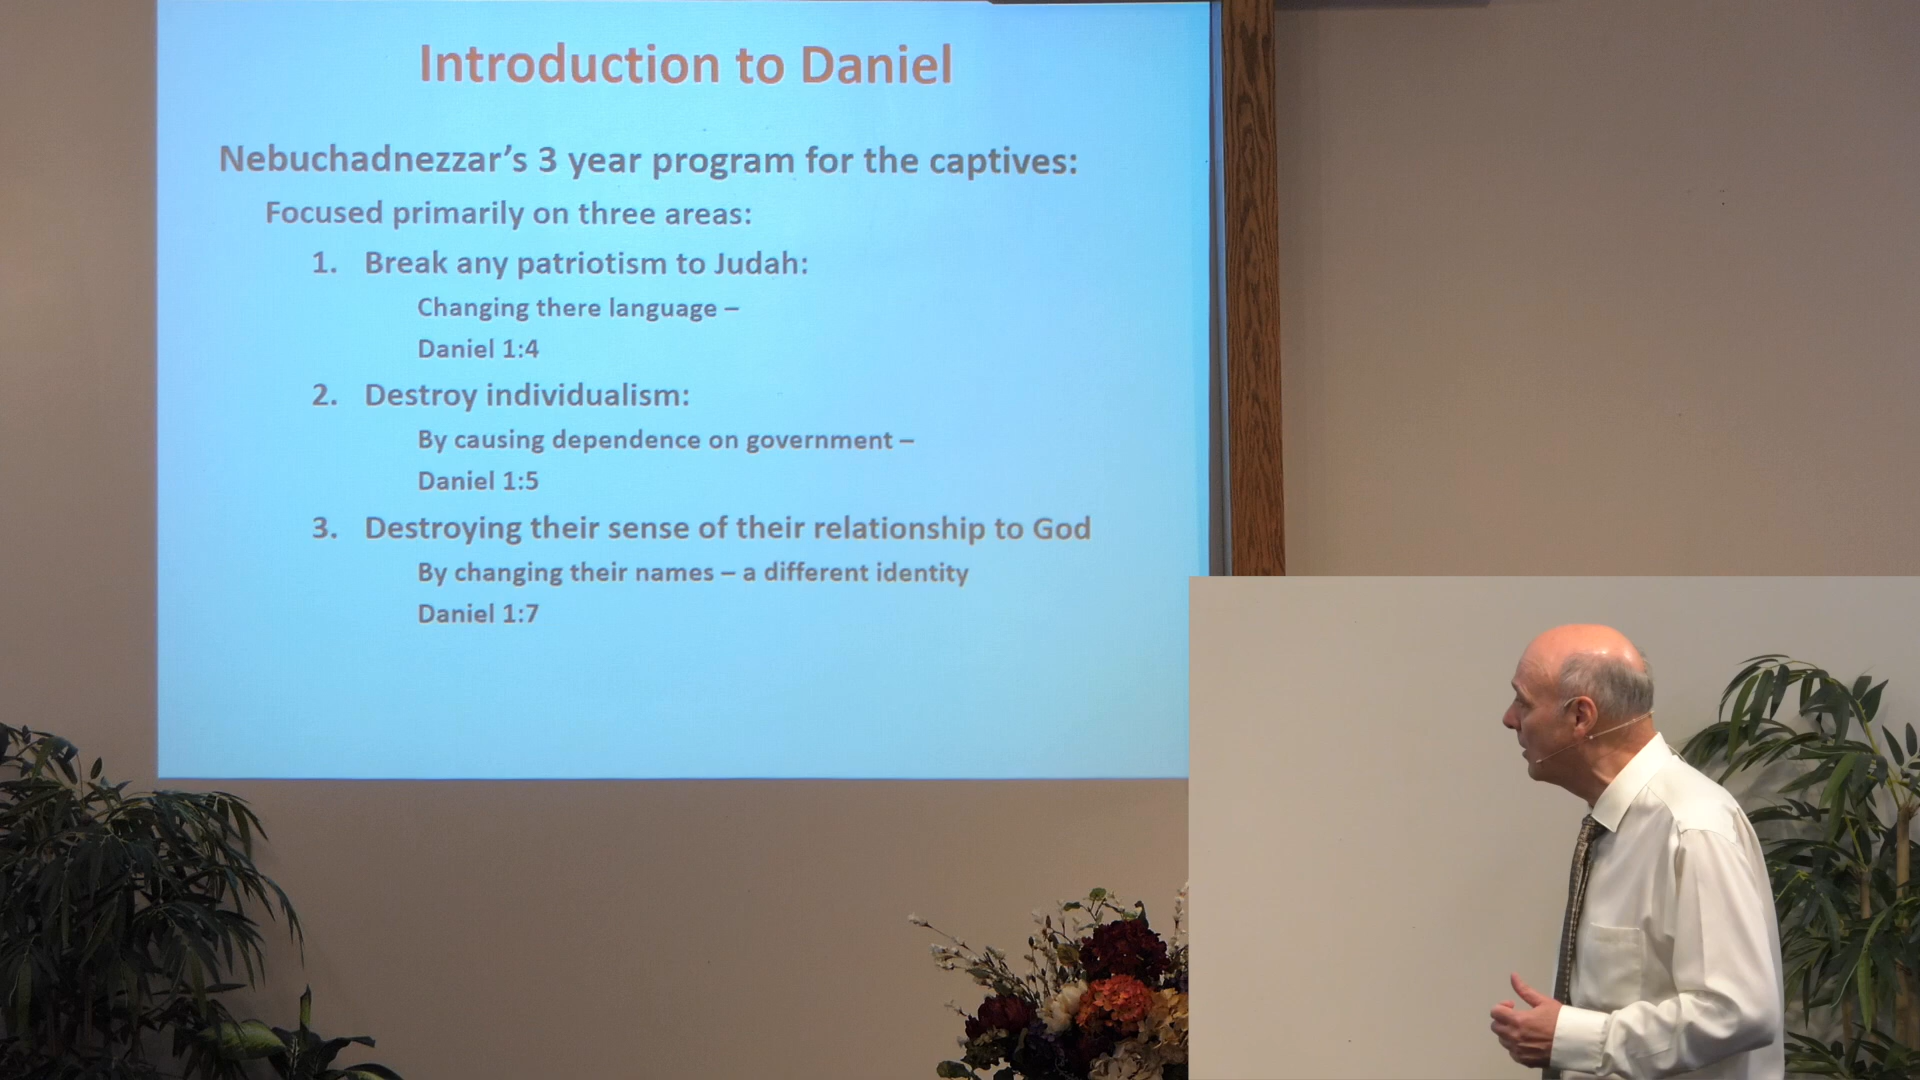 Introduction to Daniel
Nebuchadnezzar’s 3 year program for the captives:
Focused primarily on three areas:
1. Break any patriotism to Judah:
Changing there language –
Daniel 1:4
2. Destroy individualism:
By causing dependence on government –
Daniel 1:5
3. Destroying their sense of their relationship to God
By changing their names – a different identity
Daniel 1:7